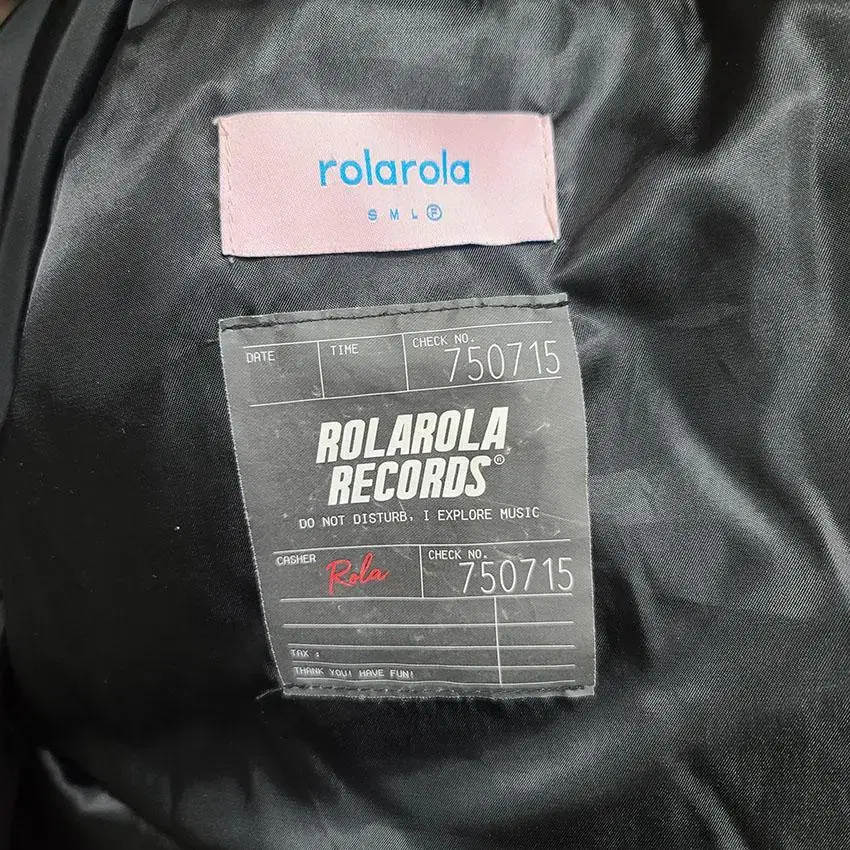 rolarola
S M L Ⓕ
DATE TIME CHECK NO.
750715
ROLAROLA
RECORDS®
DO NOT DISTURB, I EXPLORE MUSIC
CASHER Rola CHECK NO.
750715
TAX :
THANK YOU! HAVE FUN!